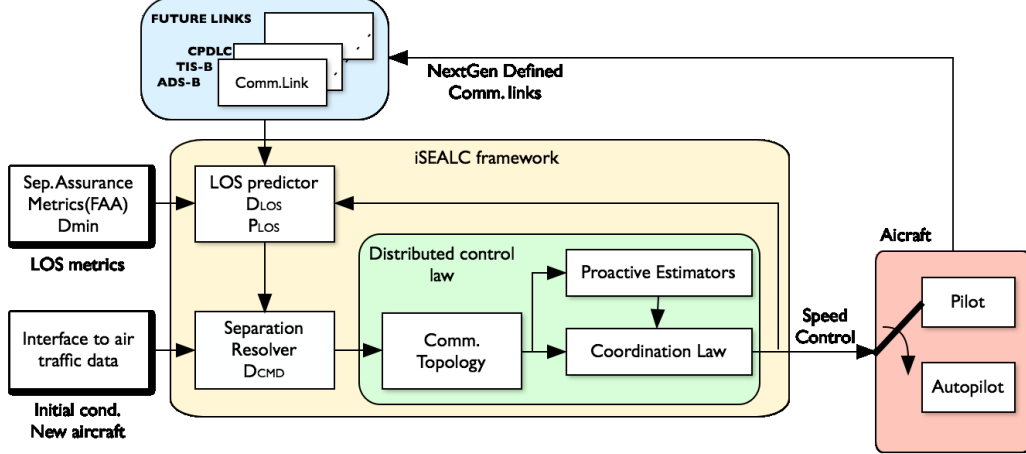 FUTURE LINKS
CPDLC
TIS-B
ADS-B
Comm.Link
NextGen Defined
Comm. links
iSEALC framework
Sep. Assurance
Metrics(FAA)
Dmin
LOS metrics
LOS predictor
DLOS
PLOS
Distributed control
law
Proactive Estimators
Aicraft
Interface to air
traffic data
Initial cond.
New aircraft
Separation
Resolver
DCMD
Comm.
Topology
Coordination Law
Speed
Control
Pilot
Autopilot